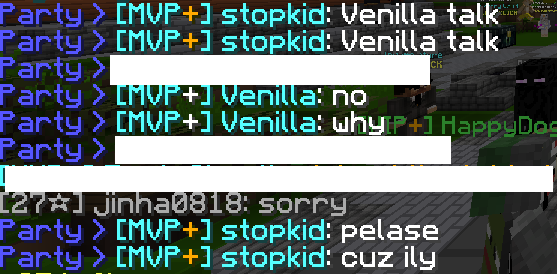 Party > [MVP+] stopkid: Venilla talk
Party > [MVP+] stopkid: Venilla talk
Party >
Party > [MVP+] Venilla: no
Party > [MVP+] Venilla: why
+] HappyDog
Party >
[27☆] jinha0818: sorry
Party > [MVP+] stopkid: pelase
Party > [MVP+] stopkid: cuz ily